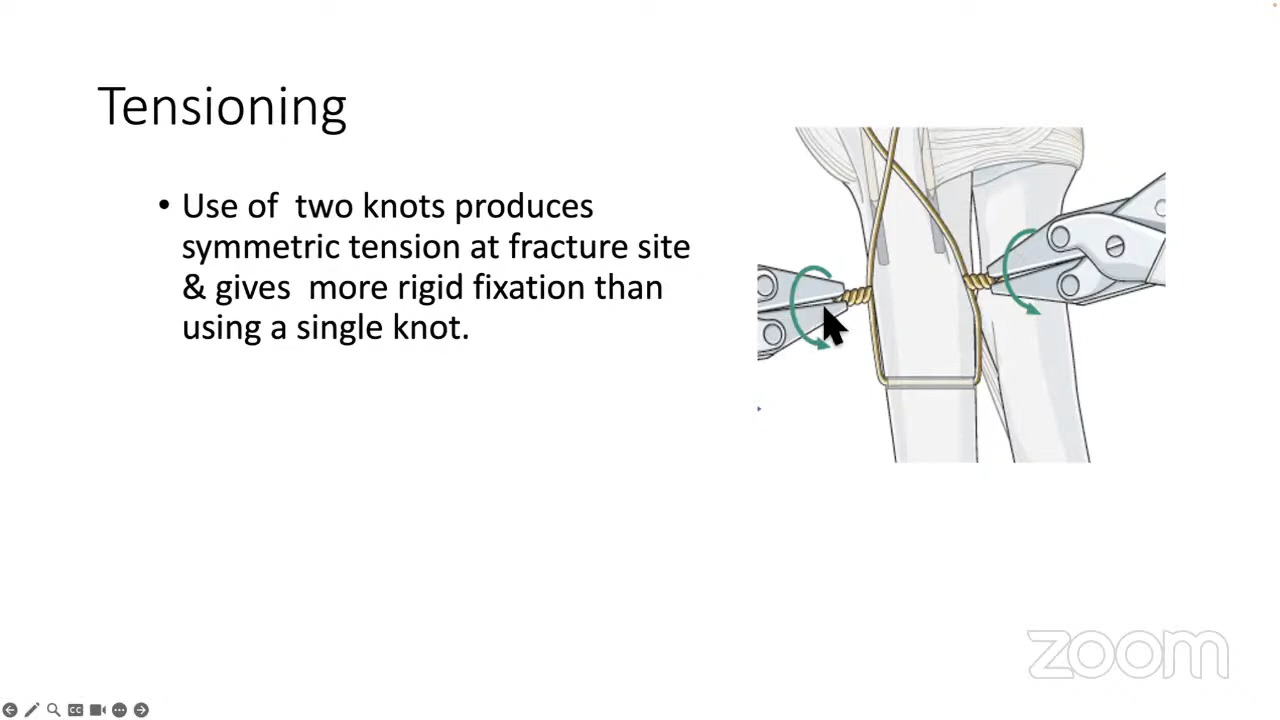 Tensioning
• Use of  two knots produces
symmetric tension at fracture site
& gives  more rigid fixation than
using a single knot.
zoom